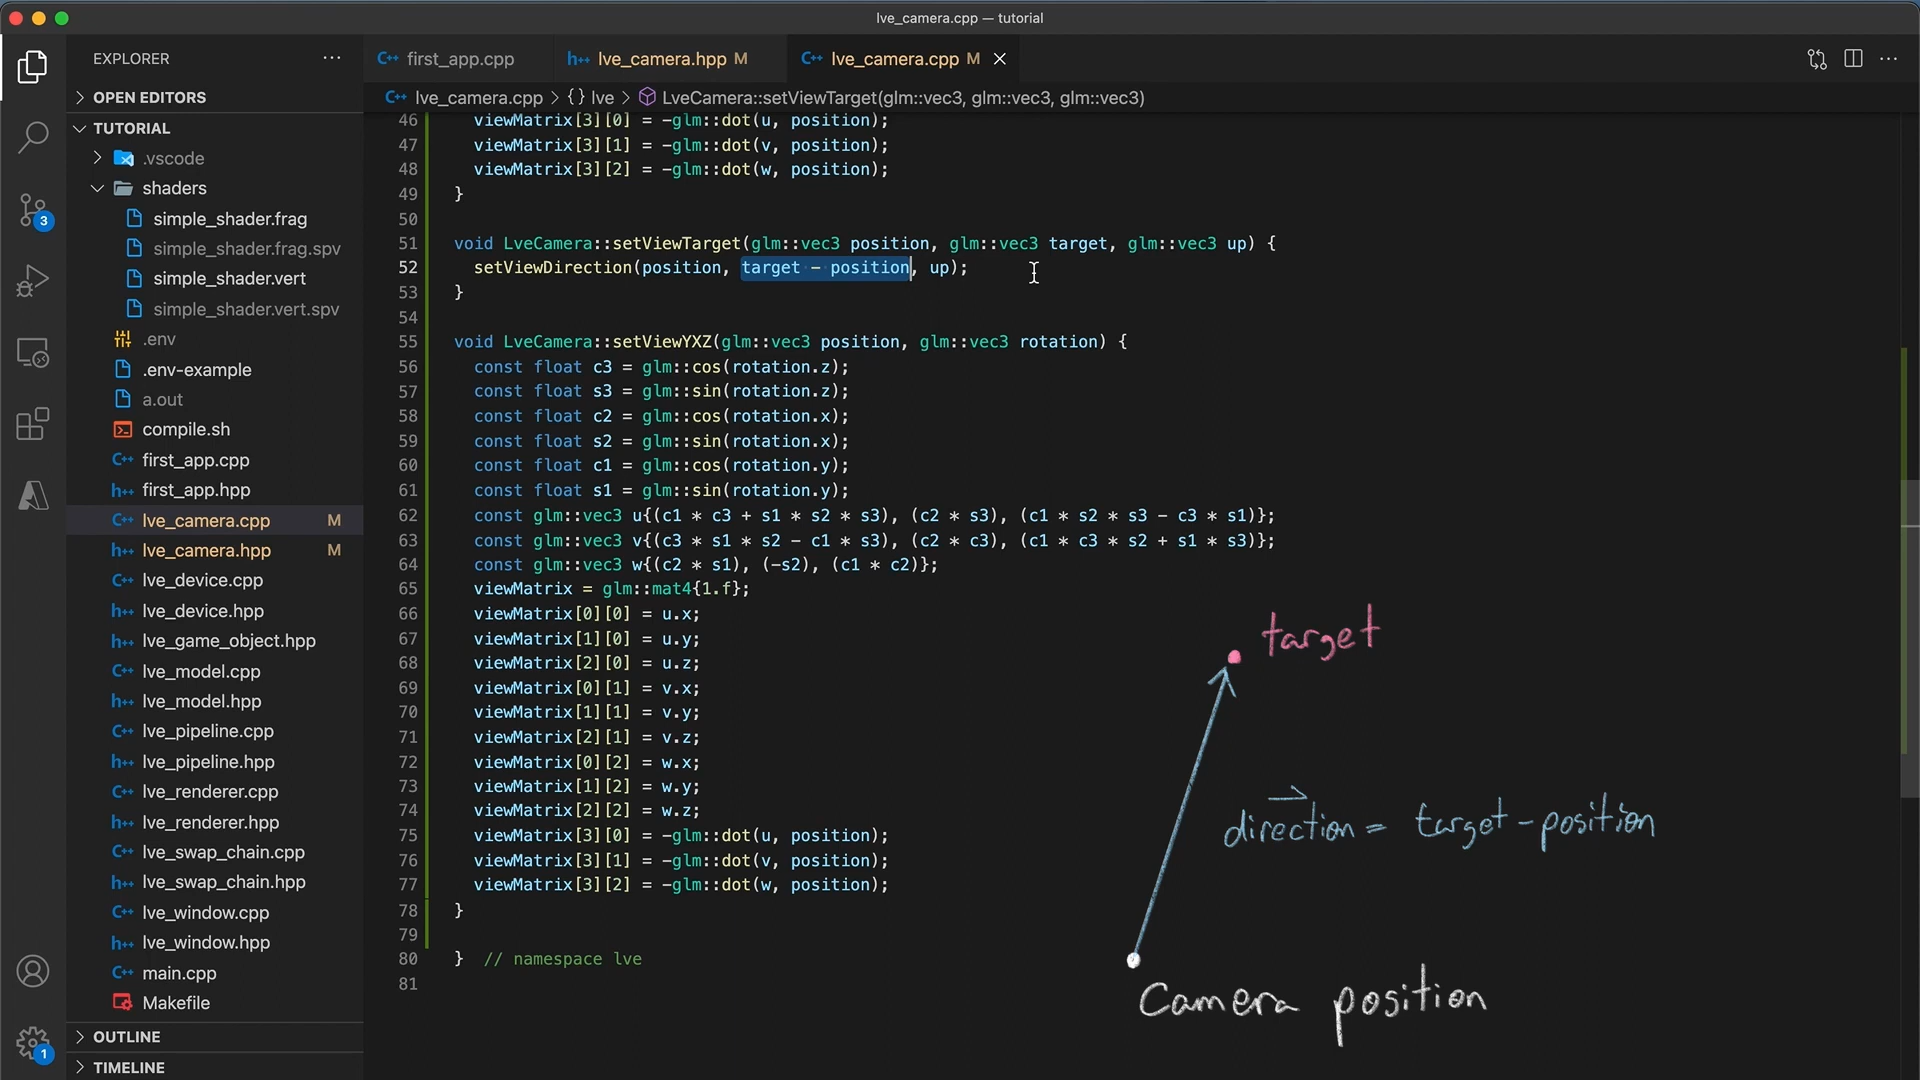 lve_camera.cpp — tutorial
EXPLORER
OPEN EDITORS
TUTORIAL
.vscode
shaders
simple_shader.frag
simple_shader.frag.spv
simple_shader.vert
simple_shader.vert.spv
.env
.env-example
a.out
compile.sh
first_app.cpp
first_app.hpp
lve_camera.cpp M
lve_camera.hpp M
lve_device.cpp
lve_device.hpp
lve_game_object.hpp
lve_model.cpp
lve_model.hpp
lve_pipeline.cpp
lve_pipeline.hpp
lve_renderer.cpp
lve_renderer.hpp
lve_swap_chain.cpp
lve_swap_chain.hpp
lve_window.cpp
lve_window.hpp
main.cpp
Makefile
OUTLINE
TIMELINE
3
1
first_app.cpp lve_camera.hpp M lve_camera.cpp M
lve_camera.cpp > {} lve > LveCamera::setViewTarget(glm::vec3, glm::vec3, glm::vec3)
46 viewMatrix[3][0] = -glm::dot(u, position);
47 viewMatrix[3][1] = -glm::dot(v, position);
48 viewMatrix[3][2] = -glm::dot(w, position);
49 }
50
51 void LveCamera::setViewTarget(glm::vec3 position, glm::vec3 target, glm::vec3 up) {
52 setViewDirection(position, target - position, up);
53 }
54
55 void LveCamera::setViewYXZ(glm::vec3 position, glm::vec3 rotation) {
56 const float c3 = glm::cos(rotation.z);
57 const float s3 = glm::sin(rotation.z);
58 const float c2 = glm::cos(rotation.x);
59 const float s2 = glm::sin(rotation.x);
60 const float c1 = glm::cos(rotation.y);
61 const float s1 = glm::sin(rotation.y);
62 const glm::vec3 u{(c1 * c3 + s1 * s2 * s3), (c2 * s3), (c1 * s2 * s3 - c3 * s1)};
63 const glm::vec3 v{(c3 * s1 * s2 - c1 * s3), (c2 * c3), (c1 * c3 * s2 + s1 * s3)};
64 const glm::vec3 w{(c2 * s1), (-s2), (c1 * c2)};
65 viewMatrix = glm::mat4{1.f};
66 viewMatrix[0][0] = u.x;
67 viewMatrix[1][0] = u.y;
68 viewMatrix[2][0] = u.z;
69 viewMatrix[0][1] = v.x;
70 viewMatrix[1][1] = v.y;
71 viewMatrix[2][1] = v.z;
72 viewMatrix[0][2] = w.x;
73 viewMatrix[1][2] = w.y;
74 viewMatrix[2][2] = w.z;
75 viewMatrix[3][0] = -glm::dot(u, position);
76 viewMatrix[3][1] = -glm::dot(v, position);
77 viewMatrix[3][2] = -glm::dot(w, position);
78 }
79
80 } // namespace lve
81
target
direction = target - position
Camera position